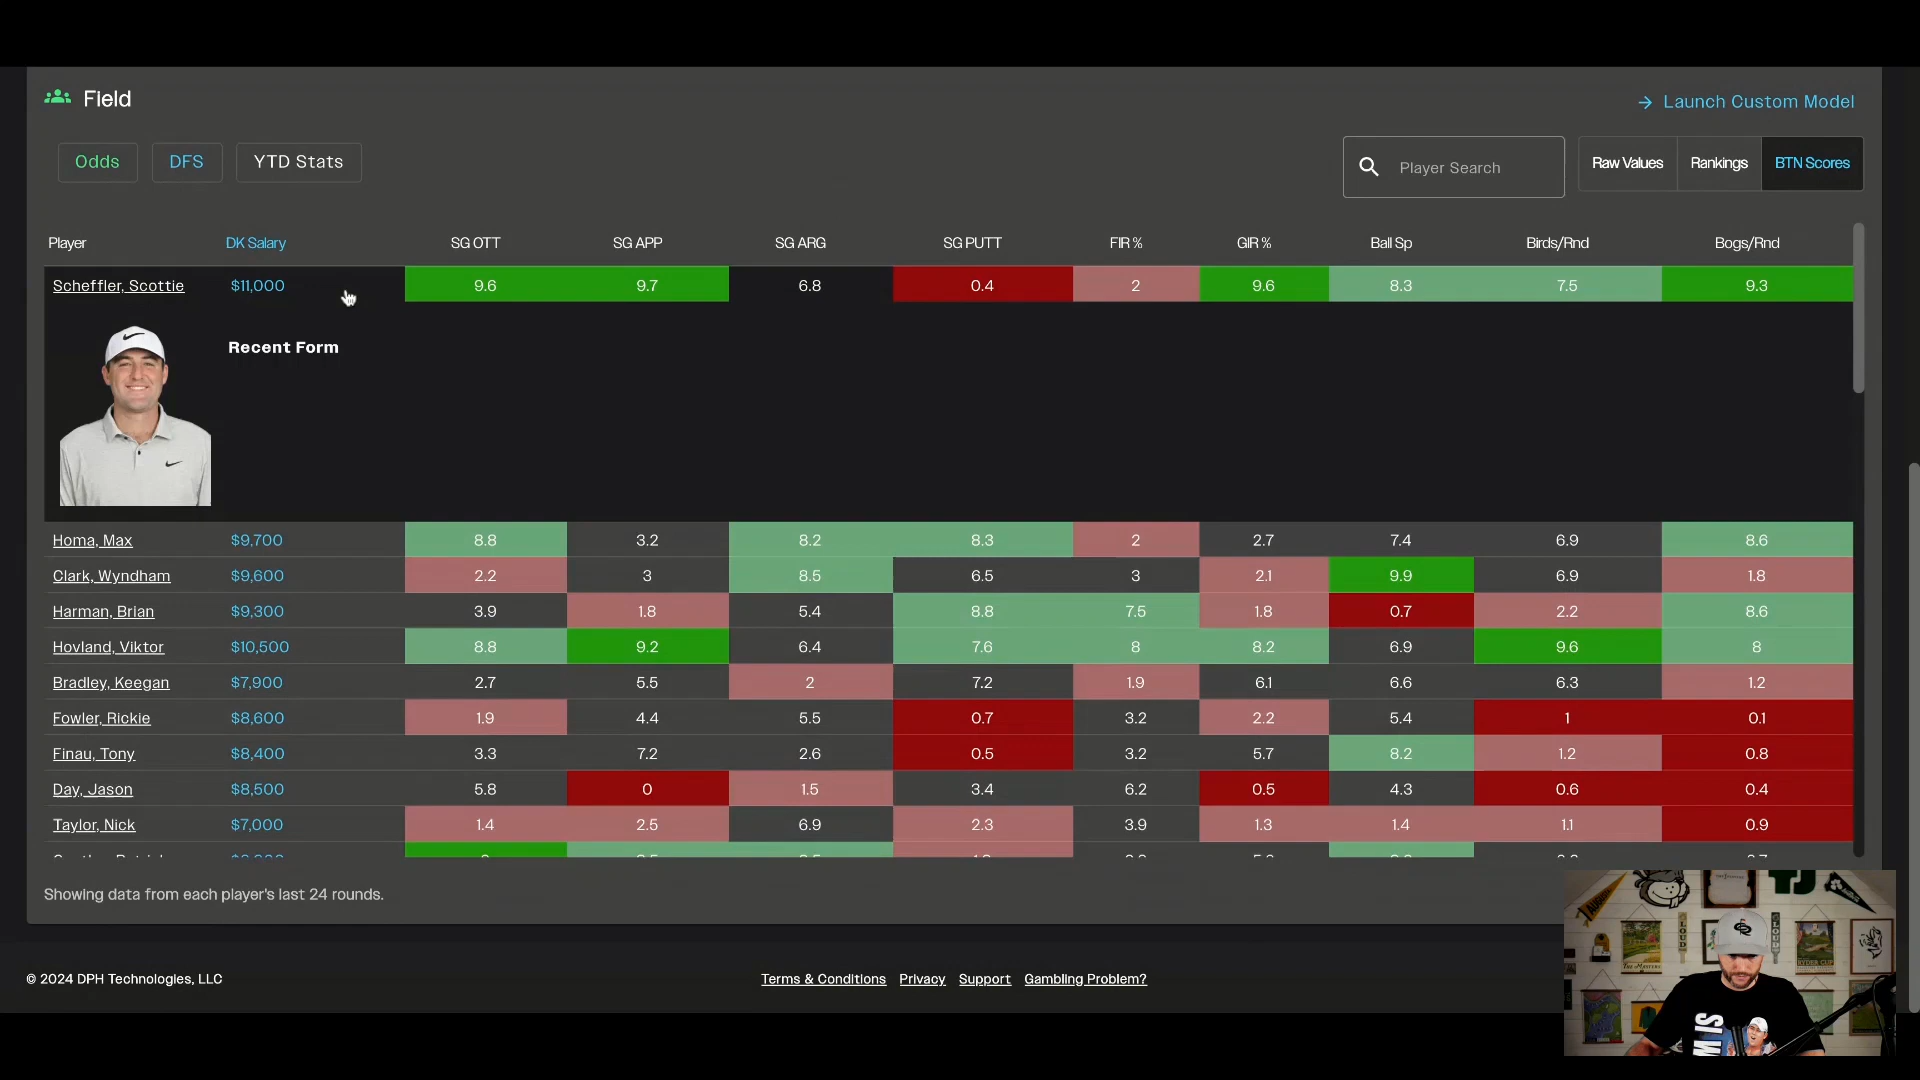 Field
Launch Custom Model
Odds DFS YTD Stats Player Search Raw Values Rankings BTN Scores
Player DK Salary SG OTT SG APP SG ARG SG PUTT FIR % GIR % Ball Sp Birds/Rnd Bogs/Rnd
Scheffler, Scottie $11,000 9.6 9.7 6.8 0.4 2 9.6 8.3 7.5 9.3
Recent Form
Homa, Max $9,700 8.8 3.2 8.2 8.3 2 2.7 7.4 6.9 8.6
Clark, Wyndham $9,600 2.2 3 8.5 6.5 3 2.1 9.9 6.9 1.8
Harman, Brian $9,300 3.9 1.8 5.4 8.8 7.5 1.8 0.7 2.2 8.6
Hovland, Viktor $10,500 8.8 9.2 6.4 7.6 8 8.2 6.9 9.6 8
Bradley, Keegan $7,900 2.7 5.5 2 7.2 1.9 6.1 6.6 6.3 1.2
Fowler, Rickie $8,600 1.9 4.4 5.5 0.7 3.2 2.2 5.4 1 0.1
Finau, Tony $8,400 3.3 7.2 2.6 0.5 3.2 5.7 8.2 1.2 0.8
Day, Jason $8,500 5.8 0 1.5 3.4 6.2 0.5 4.3 0.6 0.4
Taylor, Nick $7,000 1.4 2.5 6.9 2.3 3.9 1.3 1.4 1.1 0.9
Showing data from each player's last 24 rounds.
© 2024 DPH Technologies, LLC
Terms & Conditions Privacy Support Gambling Problem?